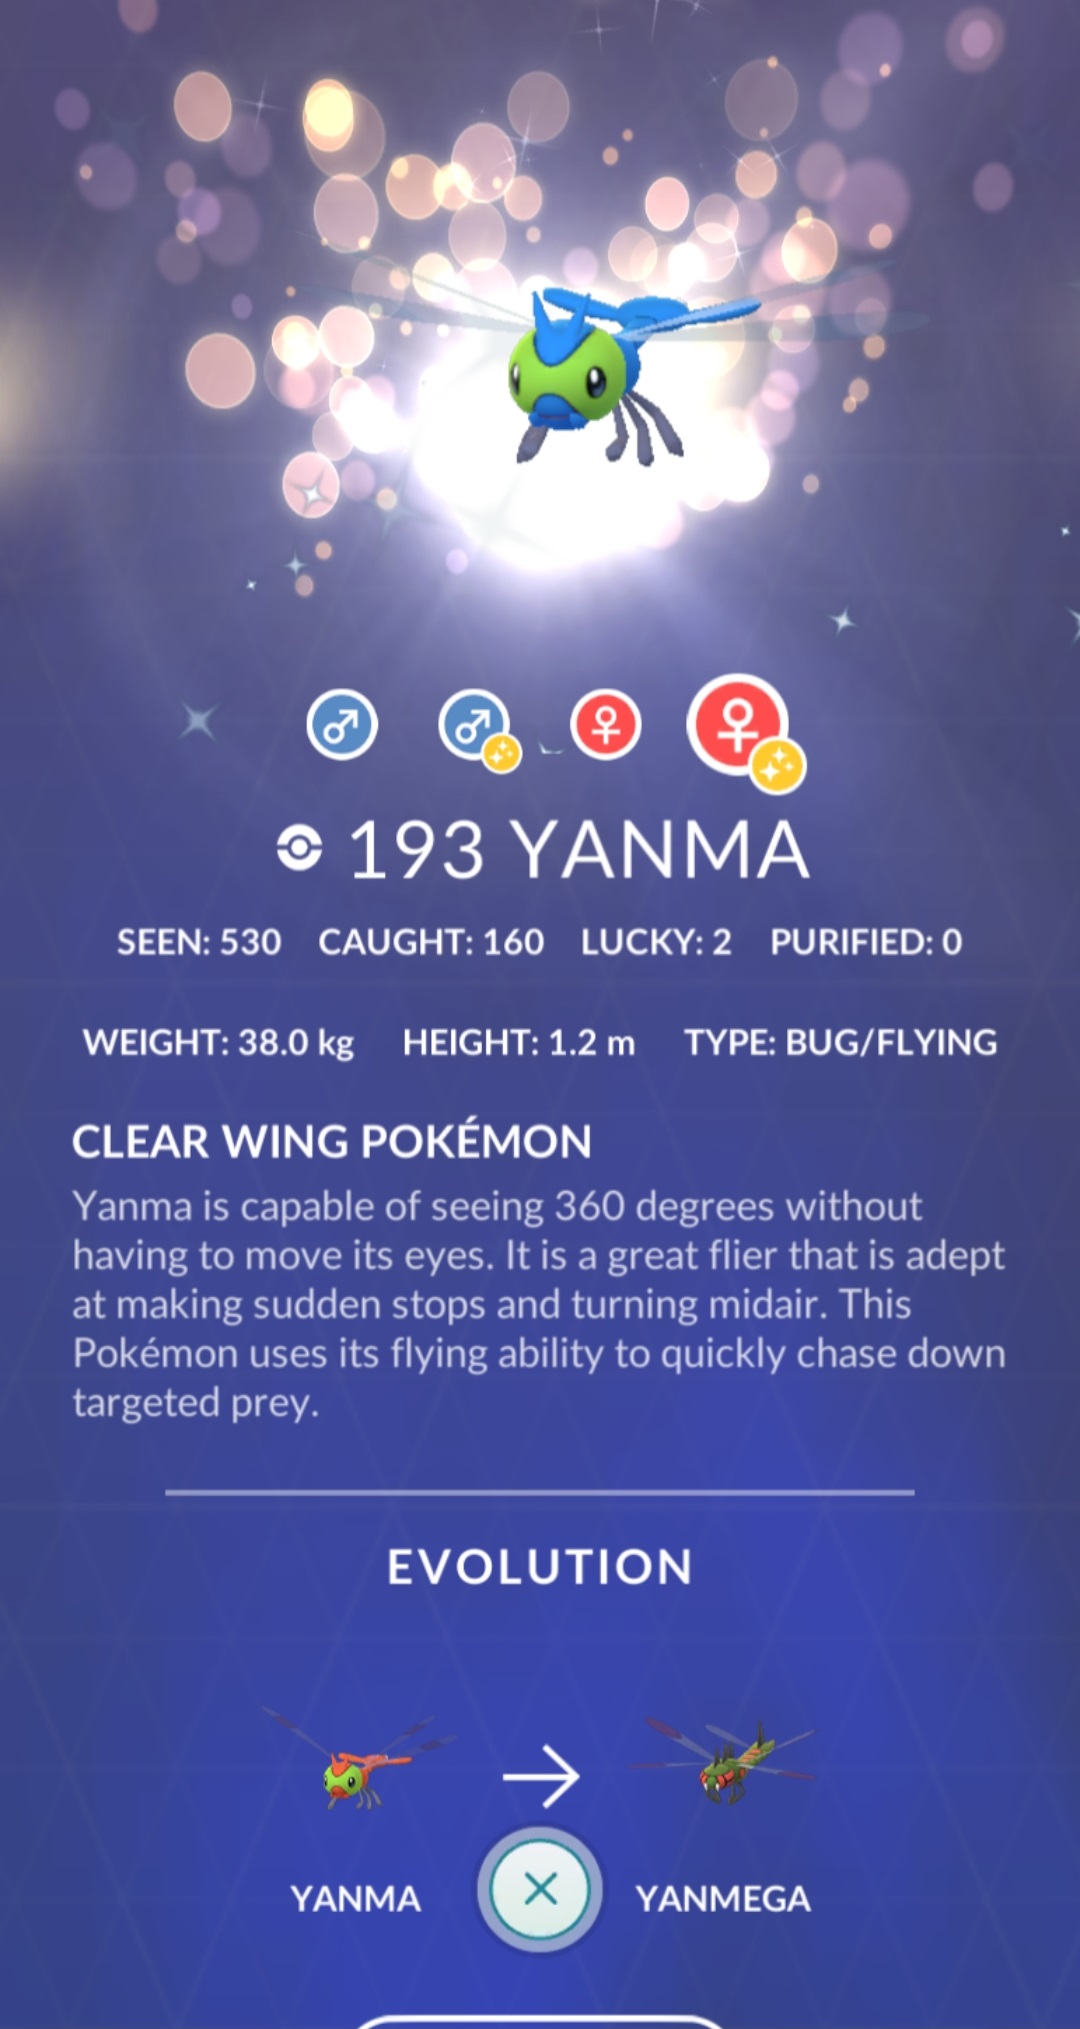 193 YANMA
SEEN: 530 CAUGHT: 160 LUCKY: 2 PURIFIED: 0
WEIGHT: 38.0 kg HEIGHT: 1.2 m TYPE: BUG/FLYING
CLEAR WING POKÉMON
Yanma is capable of seeing 360 degrees without
having to move its eyes. It is a great flier that is adept
at making sudden stops and turning midair. This
Pokémon uses its flying ability to quickly chase down
targeted prey.
EVOLUTION
YANMA YANMEGA